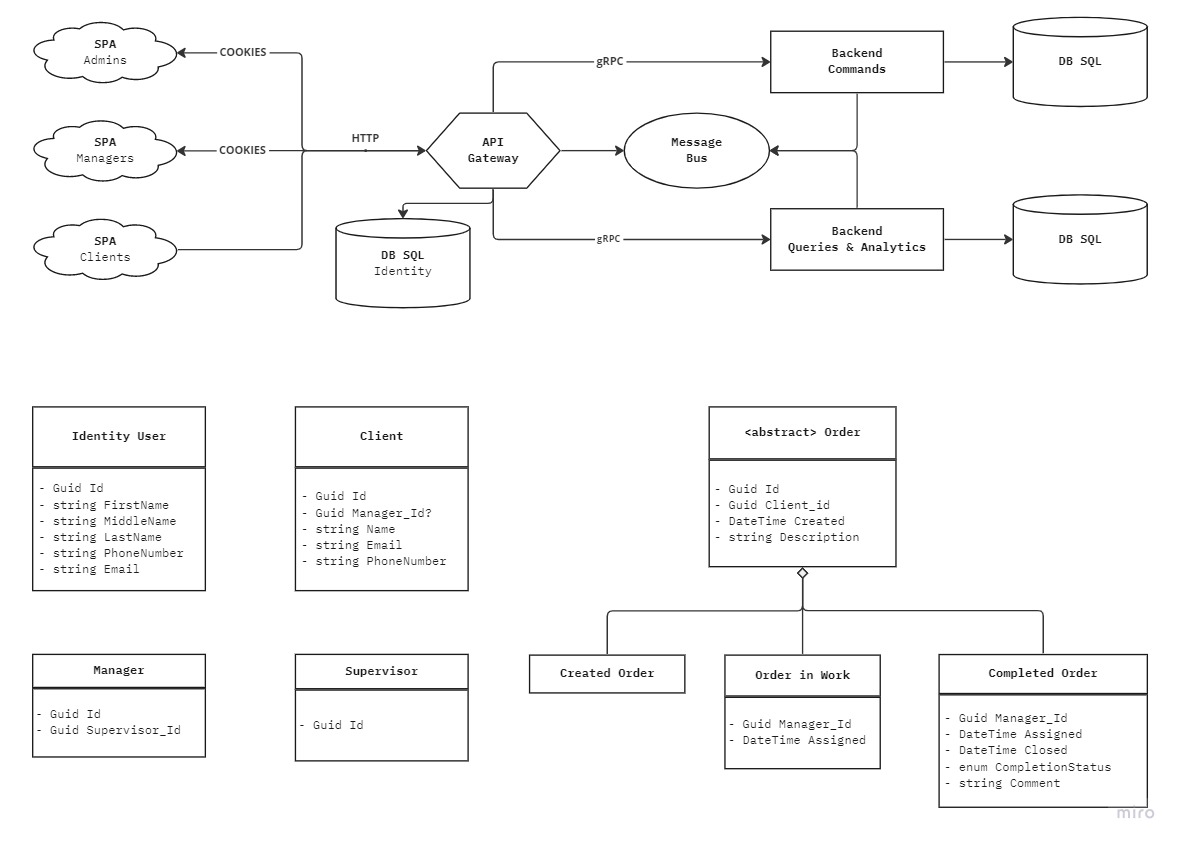 SPA
Admins
COOKIES
SPA
Managers
COOKIES
SPA
Clients
HTTP
API
Gateway
DB SQL
Identity
gRPC
gRPC
Message
Bus
Backend
Commands
DB SQL
Backend
Queries & Analytics
DB SQL
Identity User
- Guid Id
- string FirstName
- string MiddleName
- string LastName
- string PhoneNumber
- string Email
Client
- Guid Id
- Guid Manager_Id?
- string Name
- string Email
- string PhoneNumber
<abstract> Order
- Guid Id
- Guid Client_id
- DateTime Created
- string Description
Manager
- Guid Id
- Guid Supervisor_Id
Supervisor
- Guid Id
Created Order
Order in Work
- Guid Manager_Id
- DateTime Assigned
Completed Order
- Guid Manager_Id
- DateTime Assigned
- DateTime Closed
- enum CompletionStatus
- string Comment
miro